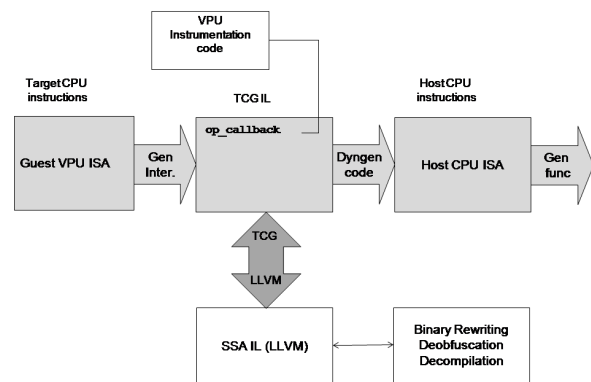 VPU
Instrumentation
code
Target CPU
instructions
TCG IL
Host CPU
instructions
op_callback
Guest VPU ISA
Gen
Inter.
Dyngen
code
Host CPU ISA
Gen
func
TCG
LLVM
SSA IL (LLVM)
Binary Rewriting
Deobfuscation
Decompilation